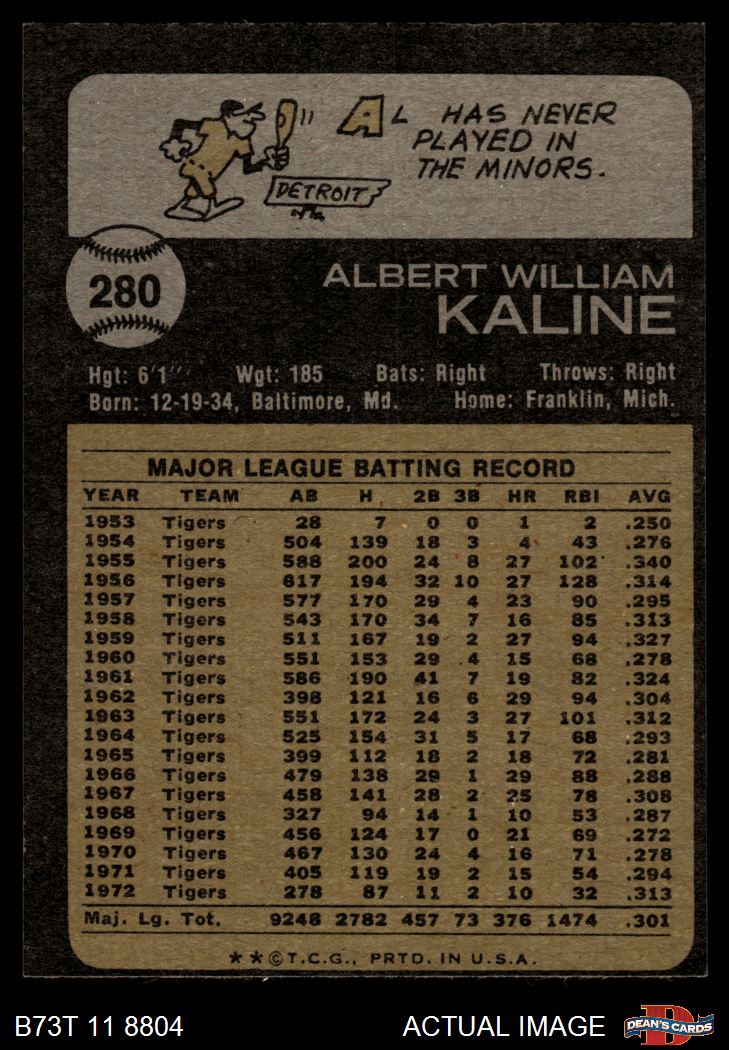 AL HAS NEVER
PLAYED IN
THE MINORS.
DETROIT
280
ALBERT WILLIAM
KALINE
Hgt: 6'1" Wgt: 185 Bats: Right Throws: Right
Born: 12-19-34, Baltimore, Md. Home: Franklin, Mich.
MAJOR LEAGUE BATTING RECORD
YEAR TEAM AB H 2B 3B HR RBI AVG
1953 Tigers 28 7 0 0 1 2 .250
1954 Tigers 504 139 18 3 4 43 .276
1955 Tigers 588 200 24 8 27 102 .340
1956 Tigers 617 194 32 10 27 128 .314
1957 Tigers 577 170 29 4 23 90 .295
1958 Tigers 543 170 34 7 16 85 .313
1959 Tigers 511 167 19 2 27 94 .327
1960 Tigers 551 153 29 4 15 68 .278
1961 Tigers 586 190 41 7 19 82 .324
1962 Tigers 398 121 16 6 29 94 .304
1963 Tigers 551 172 24 3 27 101 .312
1964 Tigers 525 154 31 5 17 68 .293
1965 Tigers 399 112 18 2 18 72 .281
1966 Tigers 479 138 29 1 29 88 .288
1967 Tigers 458 141 28 2 25 78 .308
1968 Tigers 327 94 14 1 10 53 .287
1969 Tigers 456 124 17 0 21 69 .272
1970 Tigers 467 130 24 4 16 71 .278
1971 Tigers 405 119 19 2 15 54 .294
1972 Tigers 278 87 11 2 10 32 .313
Maj. Lg. Tot. 9248 2782 457 73 376 1474 .301
**©T.C.G., PRTD. IN U.S.A.
B73T 11 8804 ACTUAL IMAGE D DEAN'S CARDS